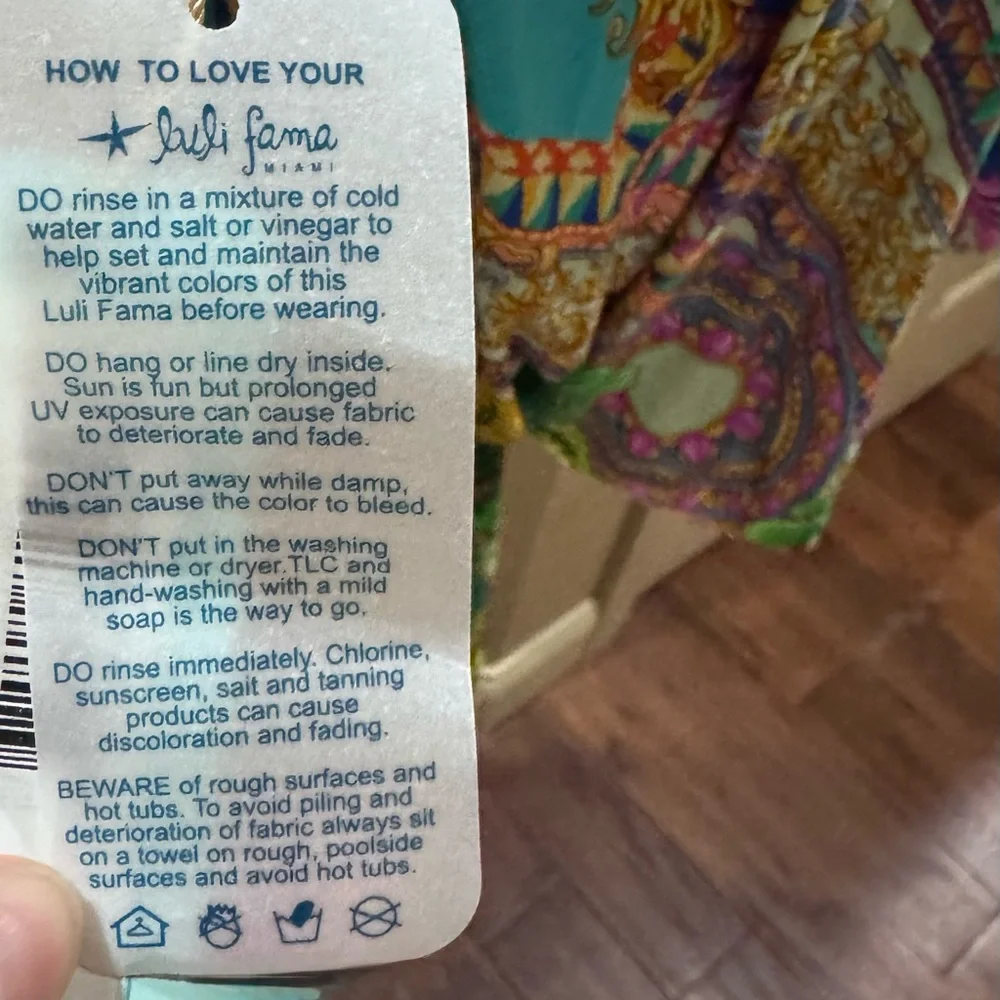 HOW TO LOVE YOUR
luli fama
MIAMI
DO rinse in a mixture of cold
water and salt or vinegar to
help set and maintain the
vibrant colors of this
Luli Fama before wearing.
DO hang or line dry inside.
Sun is fun but prolonged
UV exposure can cause fabric
to deteriorate and fade.
DON'T put away while damp,
this can cause the color to bleed.
DON'T put in the washing
machine or dryer.TLC and
hand-washing with a mild
soap is the way to go.
DO rinse immediately. Chlorine,
sunscreen, sait and tanning
products can cause
discoloration and fading.
BEWARE of rough surfaces and
hot tubs. To avoid piling and
deterioration of fabric always sit
on a towel on rough, poolside
surfaces and avoid hot tubs.